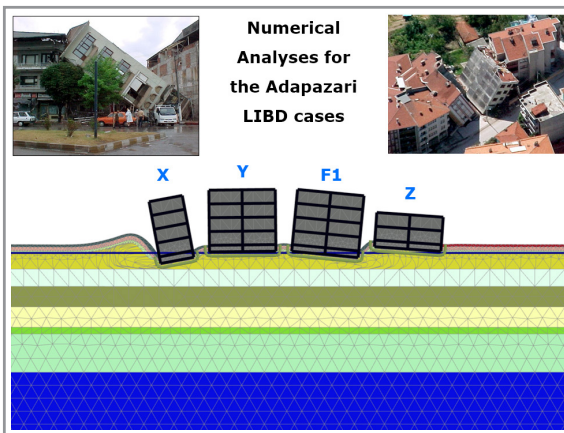 Numerical
Analyses for
the Adapazari
LIBD cases
X
Y
F1
Z